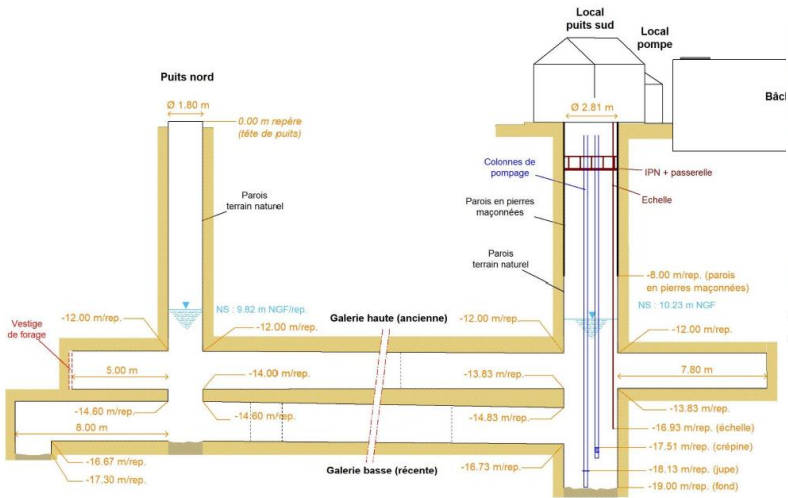 Local
puits sud
Local
pompe
Puits nord
Bâcl
Ø 1.80 m
Ø 2.81 m
0.00 m repère
(tête de puits)
Colonnes de
pompage
IPN + passerelle
Echelle
Parois
terrain naturel
Parois en pierres
maçonnées
Parois
terrain naturel
-8.00 m/rep. (parois
en pierres maçonnées)
NS : 9.82 m NGF/rep.
NS : 10.23 m NGF
Vestige
de forage
-12.00 m/rep.
-12.00 m/rep.
Galerie haute (ancienne)
-12.00 m/rep.
-12.00 m/rep.
5.00 m
-14.00 m/rep.
-13.83 m/rep.
7.80 m
-14.60 m/rep.
-14.60 m/rep.
-14.83 m/rep.
-13.83 m/rep.
8.00 m
-16.93 m/rep. (échelle)
-16.67 m/rep.
-17.30 m/rep.
Galerie basse (récente)
-16.73 m/rep.
-17.51 m/rep. (crépine)
-18.13 m/rep. (jupe)
-19.00 m/rep. (fond)